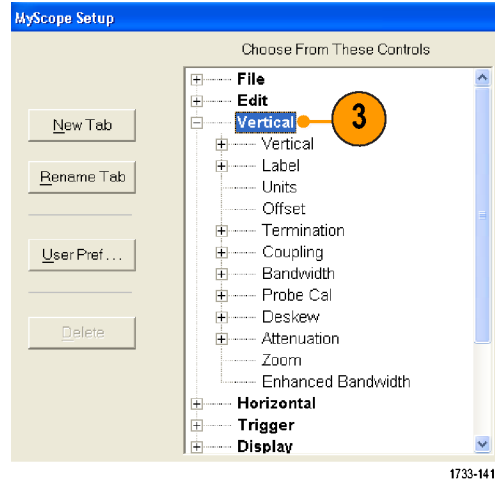 MyScope Setup
Choose From These Controls
File
Edit
Vertical
3
Vertical
Label
Units
Offset
Termination
Coupling
Bandwidth
Probe Cal
Deskew
Attenuation
Zoom
Enhanced Bandwidth
Horizontal
Trigger
Display
New Tab
Rename Tab
User Pref...
Delete
1733-141